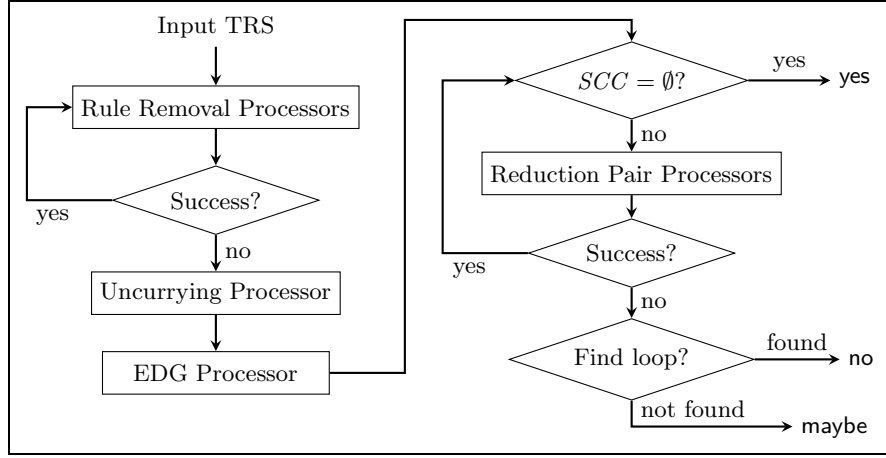 Input TRS
Rule Removal Processors
Success?
yes
no
Uncurrying Processor
EDG Processor
SCC = ∅?
yes
yes
no
Reduction Pair Processors
Success?
yes
no
Find loop?
found
no
not found
maybe